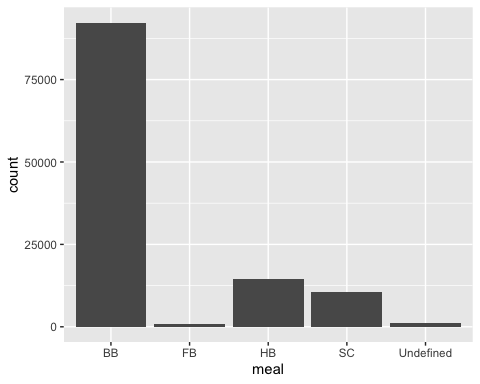 count
75000
50000
25000
0
BB FB HB SC Undefined
meal